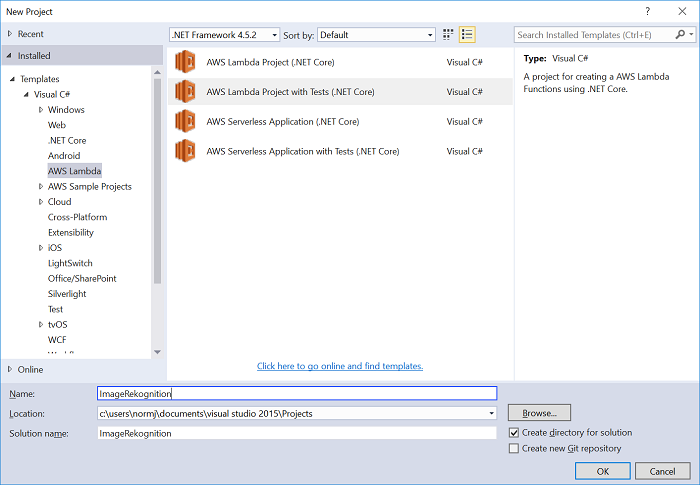 New Project
? ✕
Recent
.NET Framework 4.5.2
Sort by: Default
Search Installed Templates (Ctrl+E)
Installed
Templates
Visual C#
Windows
Web
.NET Core
Android
AWS Lambda
AWS Sample Projects
Cloud
Cross-Platform
Extensibility
iOS
LightSwitch
Office/SharePoint
Silverlight
Test
tvOS
WCF
Online
AWS Lambda Project (.NET Core) Visual C#
AWS Lambda Project with Tests (.NET Core) Visual C#
AWS Serverless Application (.NET Core) Visual C#
AWS Serverless Application with Tests (.NET Core) Visual C#
Click here to go online and find templates.
Type: Visual C#
A project for creating a AWS Lambda
Functions using .NET Core.
Name: ImageRekognition
Location: c:\users\normj\documents\visual studio 2015\Projects
Browse...
Solution name: ImageRekognition
Create directory for solution
Create new Git repository
OK Cancel